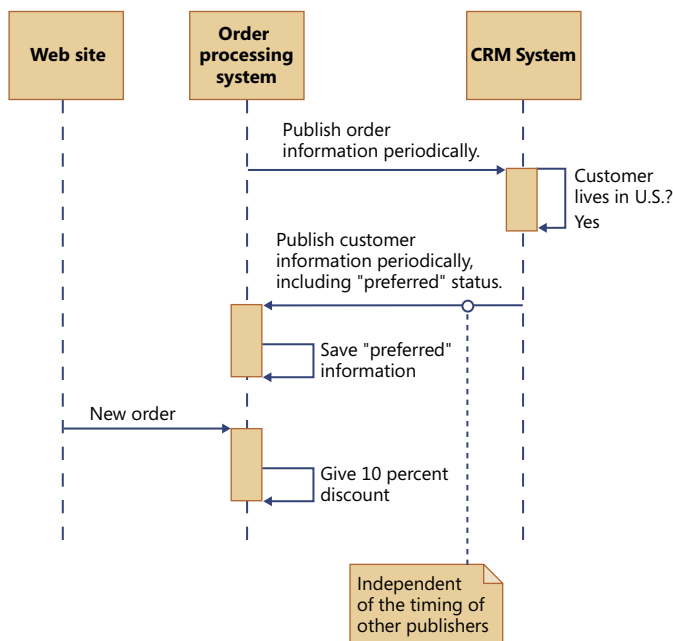 Web site
Order
processing
system
CRM System
Publish order
information periodically.
Customer
lives in U.S.?
Yes
Publish customer
information periodically,
including "preferred" status.
Save "preferred"
information
New order
Give 10 percent
discount
Independent
of the timing of
other publishers